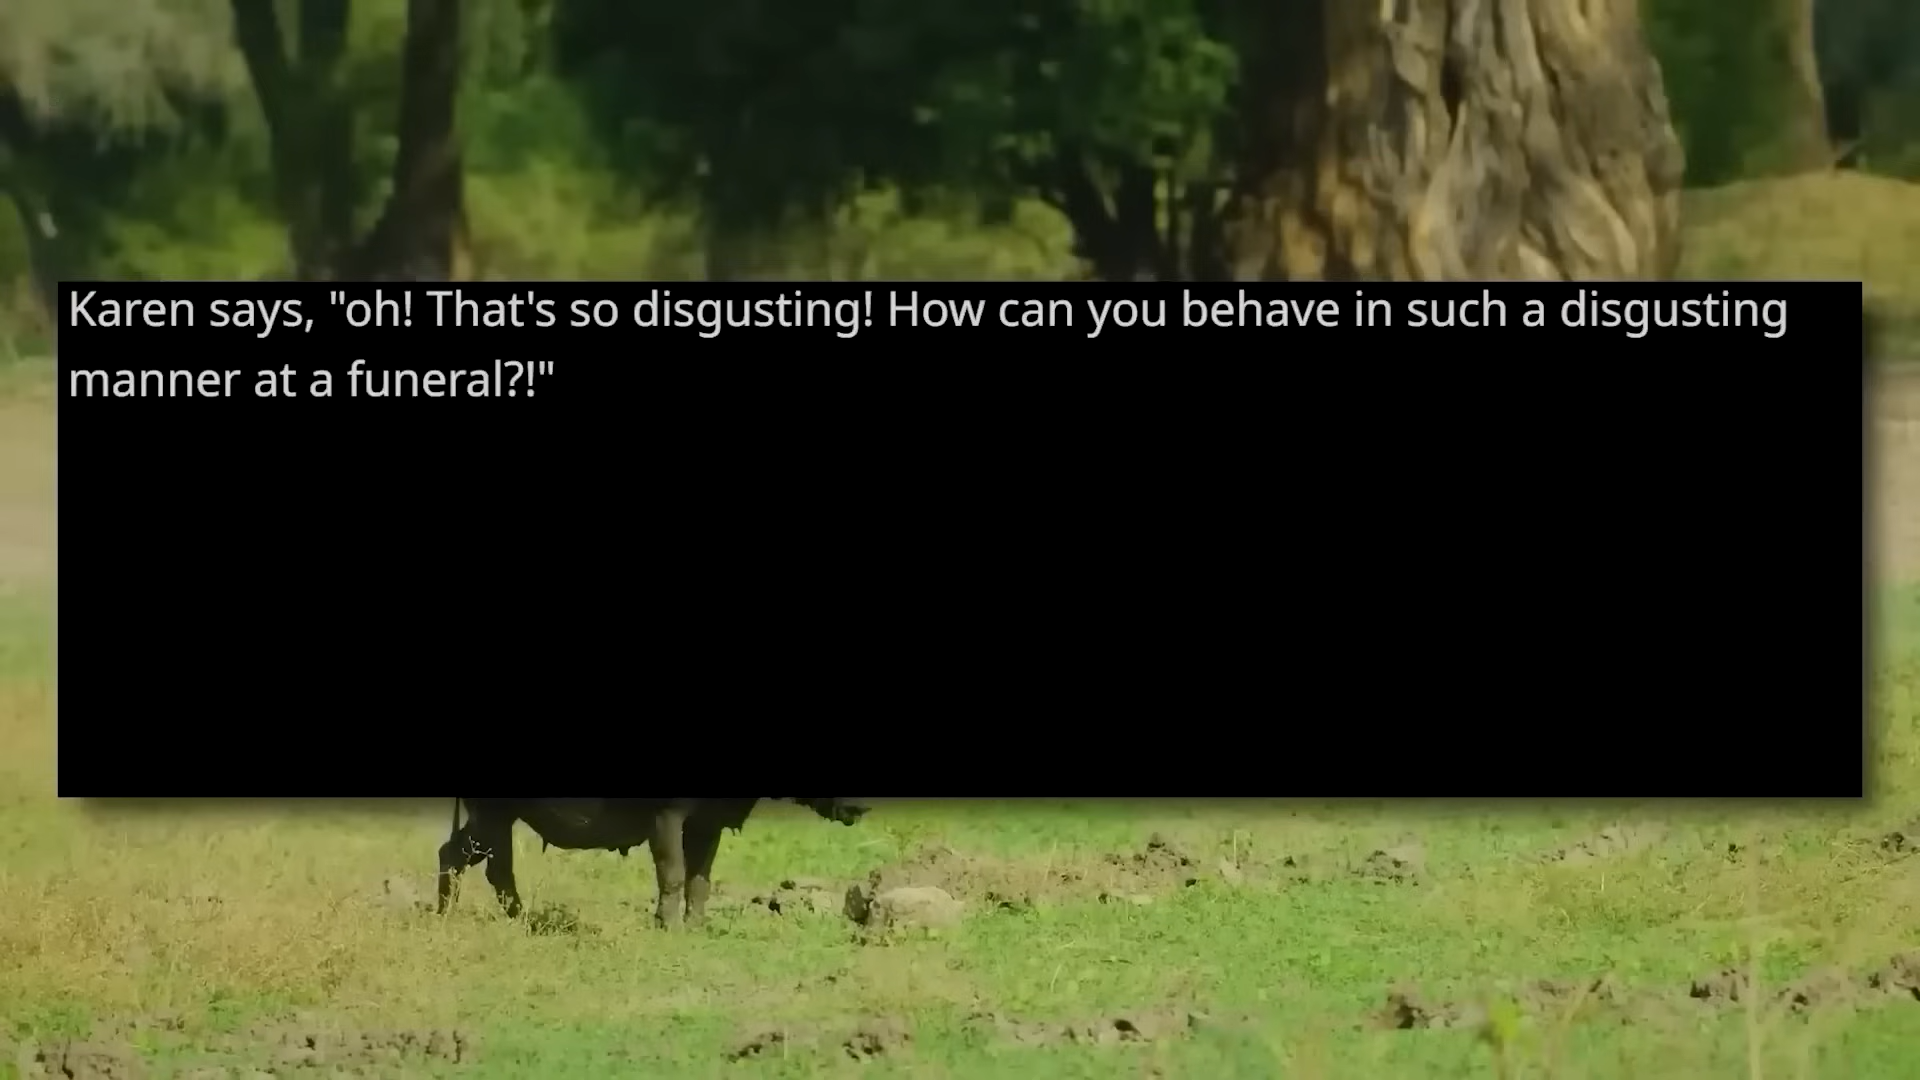 Karen says, "oh! That's so disgusting! How can you behave in such a disgusting
manner at a funeral?!"